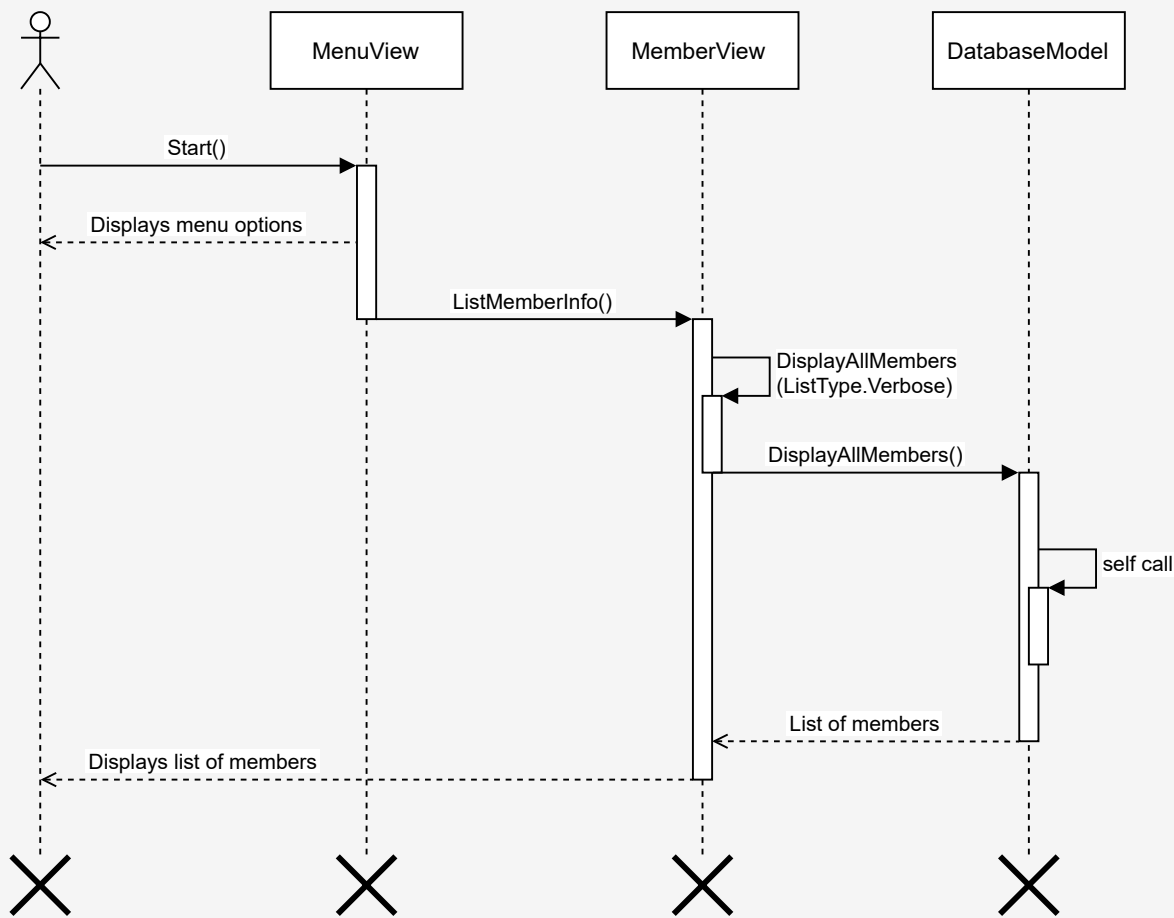 MenuView
MemberView
DatabaseModel
Start()
Displays menu options
ListMemberInfo()
DisplayAllMembers
(ListType.Verbose)
DisplayAllMembers()
self call
List of members
Displays list of members